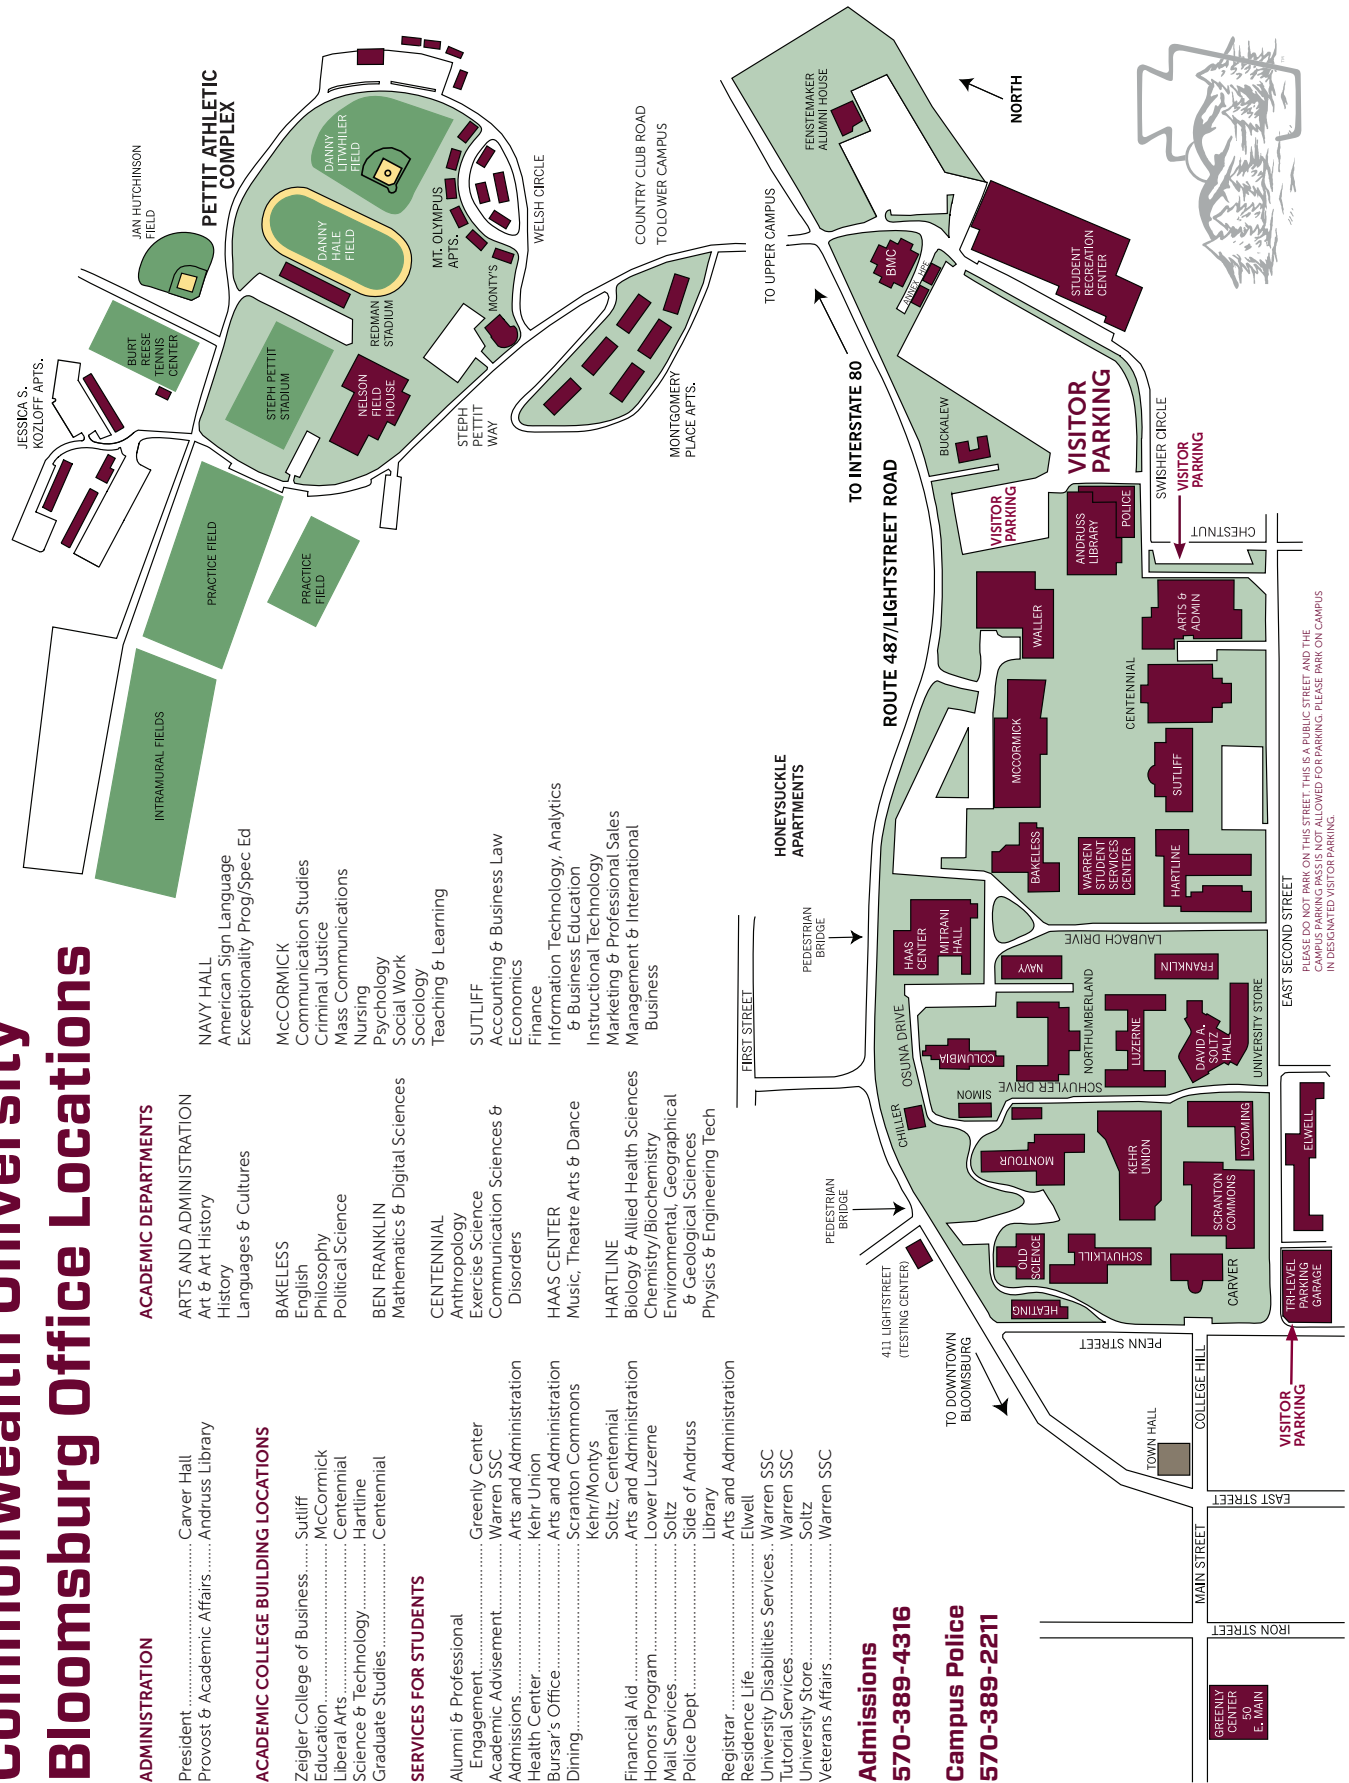 Commonwealth University
Bloomsburg Office Locations
ADMINISTRATION
President.......................... Carver Hall
Provost & Academic Affairs...... Andruss Library
ACADEMIC COLLEGE BUILDING LOCATIONS
Zeigler College of Business...... Sutliff
Education............................ McCormick
Liberal Arts............................ Centennial
Science & Technology............ Hartline
Graduate Studies.................... Centennial
SERVICES FOR STUDENTS
Alumni & Professional
Engagement........................ Greenly Center
Academic Advisement............ Warren SSC
Admissions............................ Arts and Administration
Health Center........................ Kehr Union
Bursar's Office........................ Arts and Administration
Dining.................................... Scranton Commons
Kehr/Montys
Soltz, Centennial
Financial Aid.......................... Arts and Administration
Honors Program.................... Lower Luzerne
Mail Services.......................... Soltz
Police Dept............................ Side of Andruss
Library
Registrar................................ Arts and Administration
Residence Life........................ Elwell
University Disabilities Services.. Warren SSC
Tutorial Services...................... Warren SSC
University Store...................... Soltz
Veterans Affairs...................... Warren SSC
Admissions
570-389-4316
Campus Police
570-389-2211
ACADEMIC DEPARTMENTS
ARTS AND ADMINISTRATION
Art & Art History
History
Languages & Cultures
BAKELESS
English
Philosophy
Political Science
BEN FRANKLIN
Mathematics & Digital Sciences
CENTENNIAL
Anthropology
Exercise Science
Communication Sciences &
Disorders
HAAS CENTER
Music, Theatre Arts & Dance
HARTLINE
Biology & Allied Health Sciences
Chemistry/Biochemistry
Environmental, Geographical
& Geological Sciences
Physics & Engineering Tech
NAVY HALL
American Sign Language
Exceptionality Prog/Spec Ed
McCORMICK
Communication Studies
Criminal Justice
Mass Communications
Nursing
Psychology
Social Work
Sociology
Teaching & Learning
SUTLIFF
Accounting & Business Law
Economics
Finance
Information Technology, Analytics
& Business Education
Instructional Technology
Marketing & Professional Sales
Management & International
Business
JESSICA S.
KOZLOFF APTS.
JAN HUTCHINSON
FIELD
PETTIT ATHLETIC
COMPLEX
BURT
REESE
TENNIS
CENTER
DANNY
LITWHILER
FIELD
DANNY
HALE
FIELD
REDMAN
STADIUM
STEPH PETTIT
STADIUM
NELSON
FIELD
HOUSE
MT. OLYMPUS
APTS.
MONTY'S
WELSH CIRCLE
STEPH
PETTIT
WAY
PRACTICE FIELD
PRACTICE
FIELD
INTRAMURAL FIELDS
COUNTRY CLUB ROAD
TOLOWER CAMPUS
MONTGOMERY
PLACE APTS.
TO UPPER CAMPUS
FENSTEMAKER
ALUMNI HOUSE
NORTH
BMC
ANNEX
HRE
STUDENT
RECREATION
CENTER
TO INTERSTATE 80
ROUTE 487/LIGHTSTREET ROAD
BUCKALEW
VISITOR
PARKING
VISITOR
PARKING
SWISHER CIRCLE
VISITOR
PARKING
CHESTNUT
ANDRUSS
LIBRARY
POLICE
WALLER
ARTS &
ADMIN
CENTENNIAL
MCCORMICK
SUTLIFF
HONEYSUCKLE
APARTMENTS
BAKELESS
WARREN
STUDENT
SERVICES
CENTER
HARTLINE
PEDESTRIAN
BRIDGE
HAAS
CENTER
MITRANI
HALL
LAUBACH DRIVE
NAVY
FRANKLIN
EAST SECOND STREET
PLEASE DO NOT PARK ON THIS STREET. THIS IS A PUBLIC STREET AND THE
CAMPUS PARKING PASS IS NOT ALLOWED FOR PARKING. PLEASE PARK ON CAMPUS
IN DESIGNATED VISITOR PARKING.
FIRST STREET
OSUNA DRIVE
COLUMBIA
NORTHUMBERLAND
LUZERNE
DAVID A.
SOLTZ
HALL
UNIVERSITY STORE
SCHUYLER DRIVE
SIMON
CHILLER
MONTOUR
KEHR
UNION
LYCOMING
ELWELL
SCRANTON
COMMONS
PEDESTRIAN
BRIDGE
OLD
SCIENCE
SCHUYLKILL
CARVER
TRI-LEVEL
PARKING
GARAGE
HEATING
411 LIGHTSTREET
(TESTING CENTER)
TO DOWNTOWN
BLOOMSBURG
PENN STREET
COLLEGE HILL
VISITOR
PARKING
TOWN HALL
EAST STREET
MAIN STREET
IRON STREET
GREENLY
CENTER
50
E. MAIN